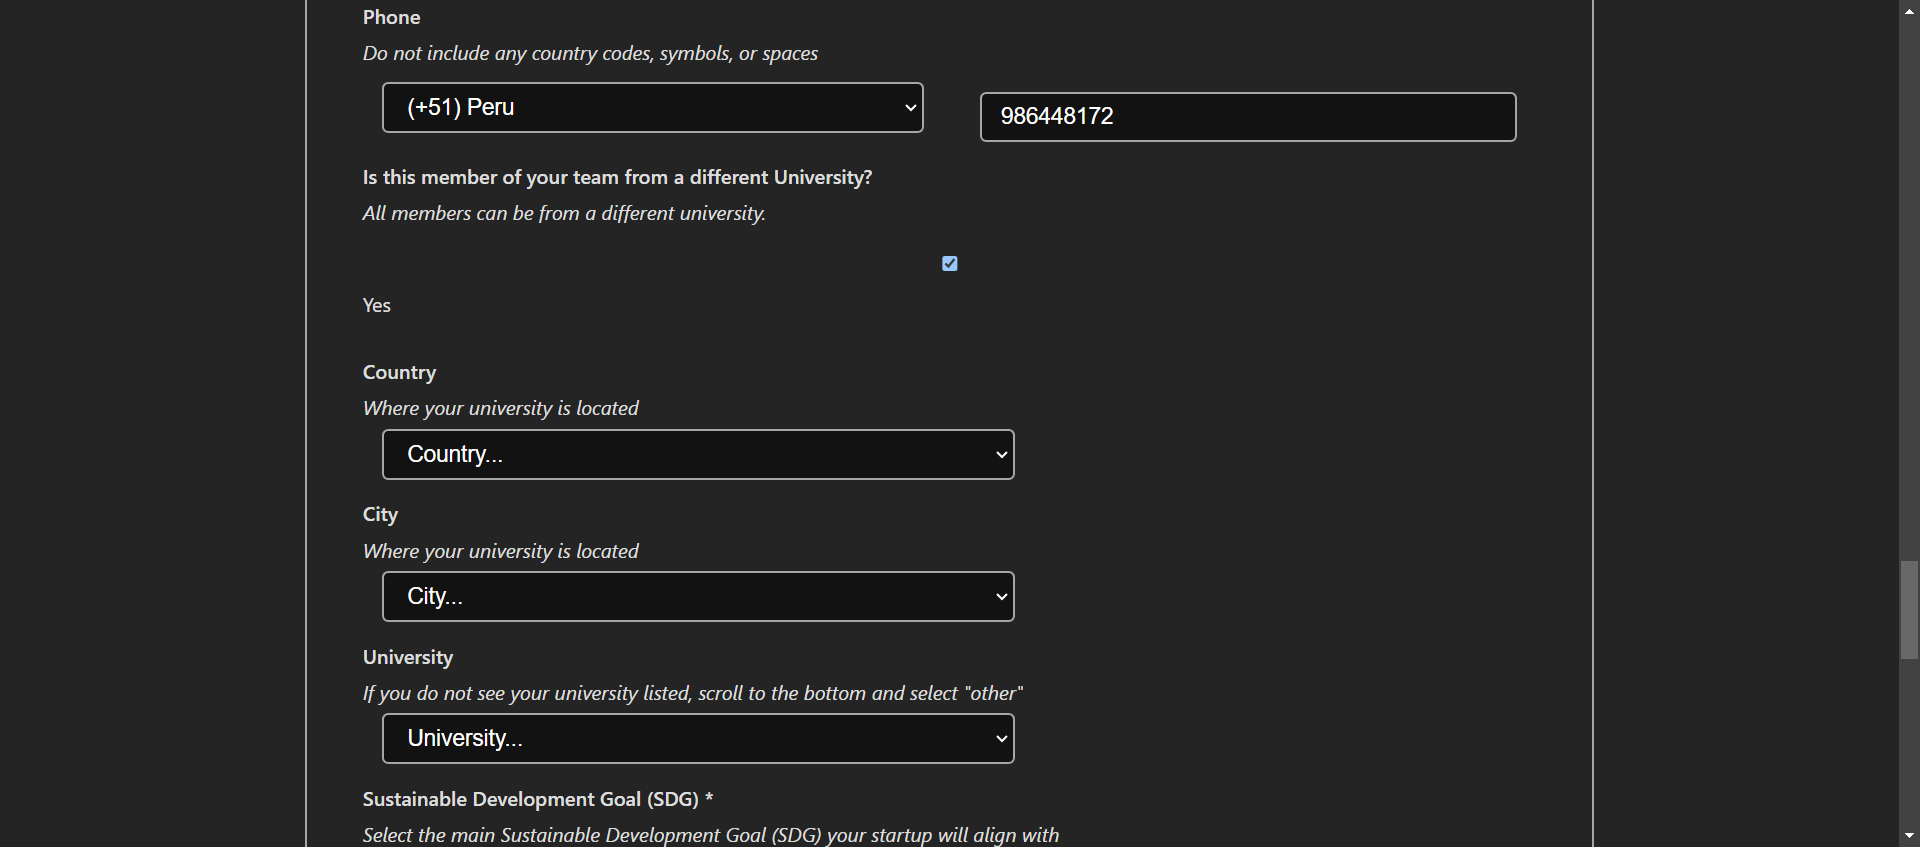 Phone
Do not include any country codes, symbols, or spaces
(+51) Peru
986448172
Is this member of your team from a different University?
All members can be from a different university.
Yes
Country
Where your university is located
Country...
City
Where your university is located
City...
University
If you do not see your university listed, scroll to the bottom and select "other"
University...
Sustainable Development Goal (SDG) *
Select the main Sustainable Development Goal (SDG) your startup will align with